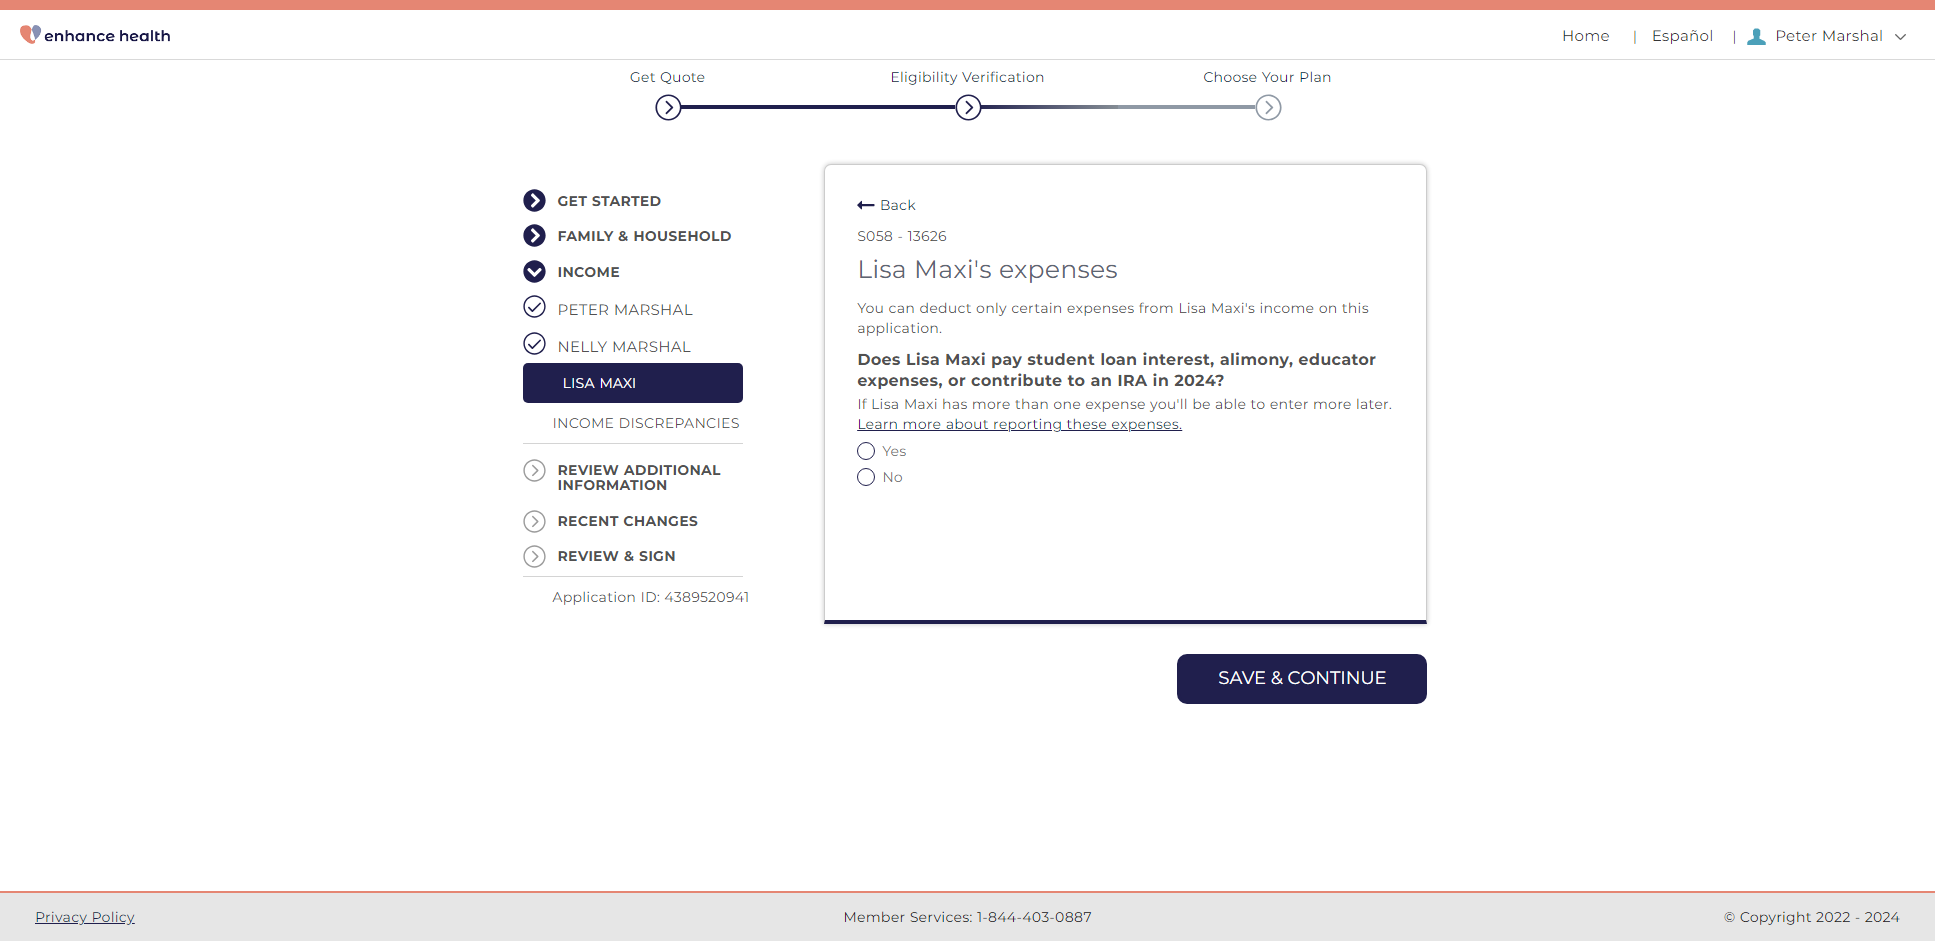 enhance health
Home | Español | Peter Marshal
Get Quote
Eligibility Verification
Choose Your Plan
GET STARTED
FAMILY & HOUSEHOLD
INCOME
PETER MARSHAL
NELLY MARSHAL
LISA MAXI
INCOME DISCREPANCIES
REVIEW ADDITIONAL
INFORMATION
RECENT CHANGES
REVIEW & SIGN
Application ID: 4389520941
Back
S058 - 13626
Lisa Maxi's expenses
You can deduct only certain expenses from Lisa Maxi's income on this
application.
Does Lisa Maxi pay student loan interest, alimony, educator
expenses, or contribute to an IRA in 2024?
If Lisa Maxi has more than one expense you'll be able to enter more later.
Learn more about reporting these expenses.
Yes
No
SAVE & CONTINUE
Privacy Policy
Member Services: 1-844-403-0887
© Copyright 2022 - 2024